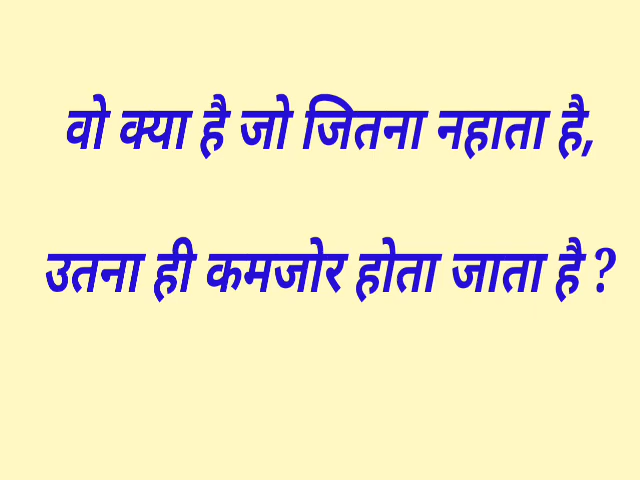 वो क्या है जो जितना नहाता है,
उतना ही कमजोर होता जाता है ?